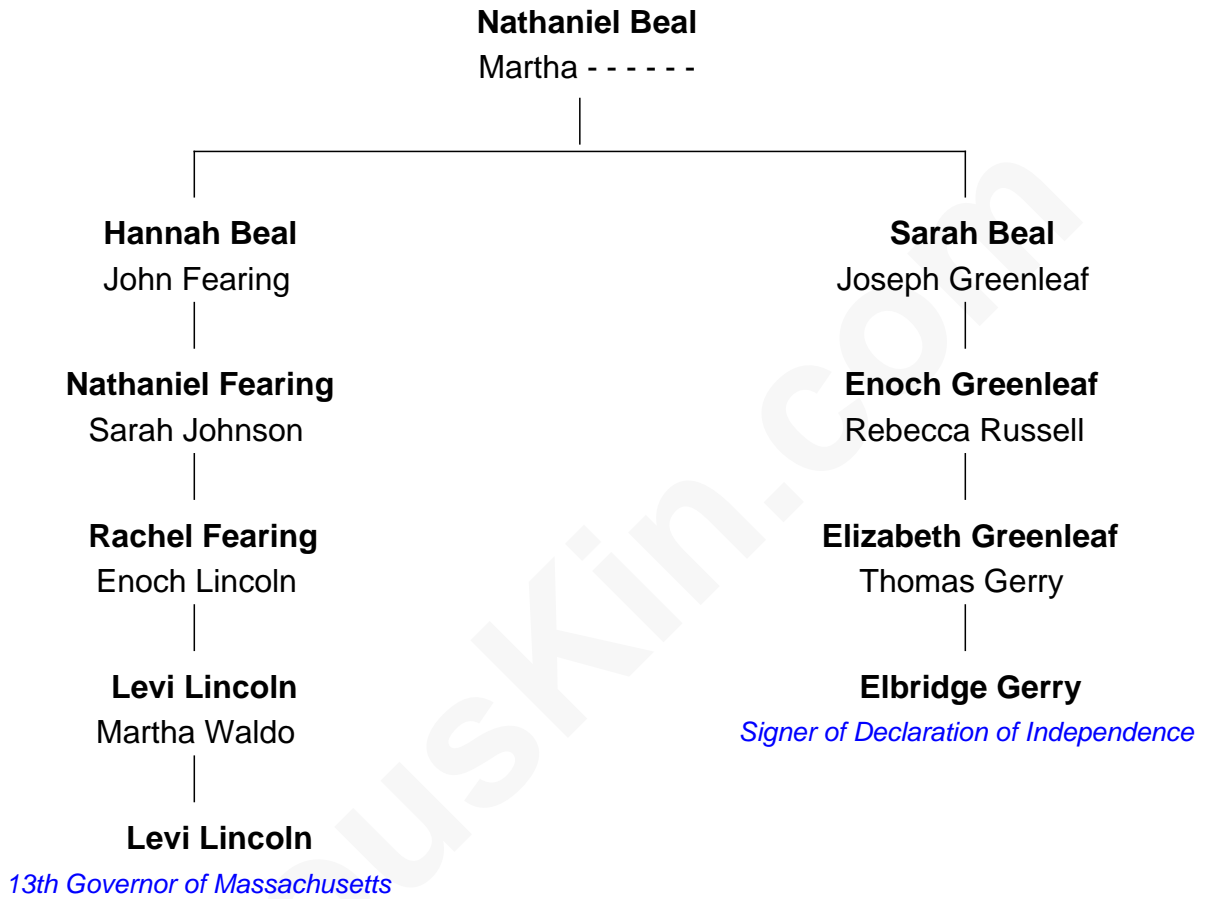 Nathaniel Beal
Martha - - - - - -
Hannah Beal
John Fearing
Sarah Beal
Joseph Greenleaf
Nathaniel Fearing
Sarah Johnson
Enoch Greenleaf
Rebecca Russell
Rachel Fearing
Enoch Lincoln
Elizabeth Greenleaf
Thomas Gerry
Levi Lincoln
Martha Waldo
Elbridge Gerry
Signer of Declaration of Independence
Levi Lincoln
13th Governor of Massachusetts
usKin.com